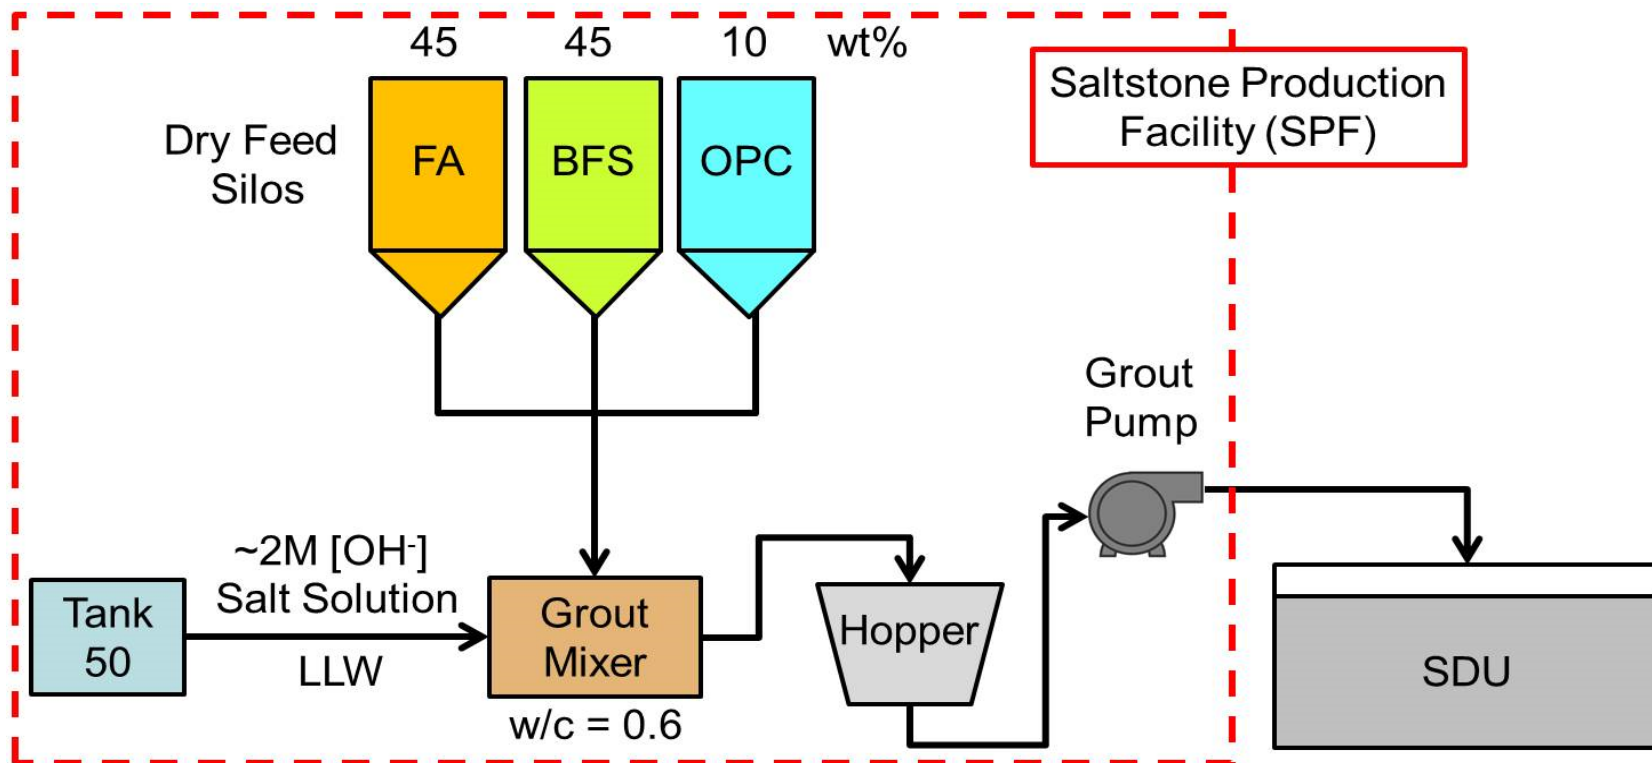 45 45 10 wt%
Saltstone Production
Facility (SPF)
Dry Feed
Silos
FA
BFS
OPC
Grout
Pump
~2M [OH-]
Salt Solution
LLW
Tank
50
Grout
Mixer
w/c = 0.6
Hopper
SDU